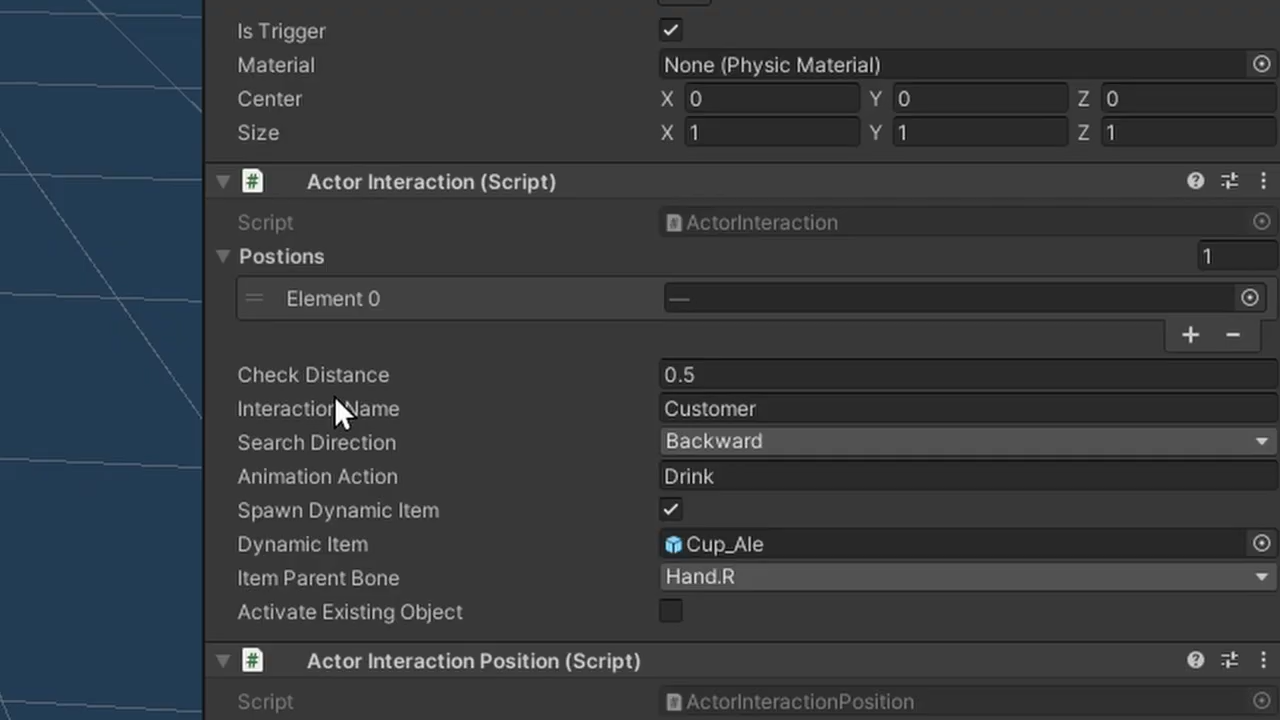 Is Trigger
Material None (Physic Material)
Center X 0 Y 0 Z 0
Size X 1 Y 1 Z 1
# Actor Interaction (Script)
Script # ActorInteraction
Postions 1
Element 0 —
+ −
Check Distance 0.5
Interaction Name Customer
Search Direction Backward
Animation Action Drink
Spawn Dynamic Item
Dynamic Item Cup_Ale
Item Parent Bone Hand.R
Activate Existing Object
# Actor Interaction Position (Script)
Script # ActorInteractionPosition